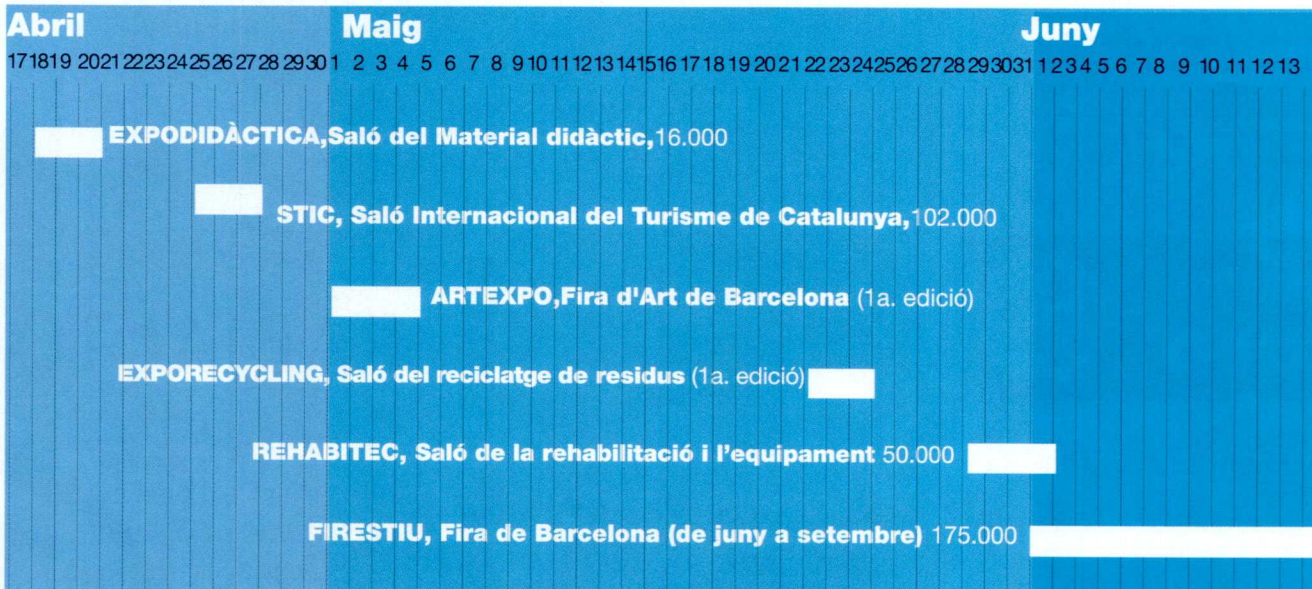 Abril Maig Juny
17 18 19 20 21 22 23 24 25 26 27 28 29 30 1 2 3 4 5 6 7 8 9 10 11 12 13 14 15 15 16 17 18 19 20 21 22 23 24 25 26 27 28 29 30 31 1 2 3 4 5 6 7 8 9 10 11 12 13
EXPODIDÀCTICA,Saló del Material didàctic,16.000
STIC, Saló Internacional del Turisme de Catalunya,102.000
ARTEXPO,Fira d'Art de Barcelona (1a. edició)
EXPORECYCLING, Saló del reciclatge de residus (1a. edició)
REHABITEC, Saló de la rehabilitació i l'equipament 50.000
FIRESTIU, Fira de Barcelona (de juny a setembre) 175.000